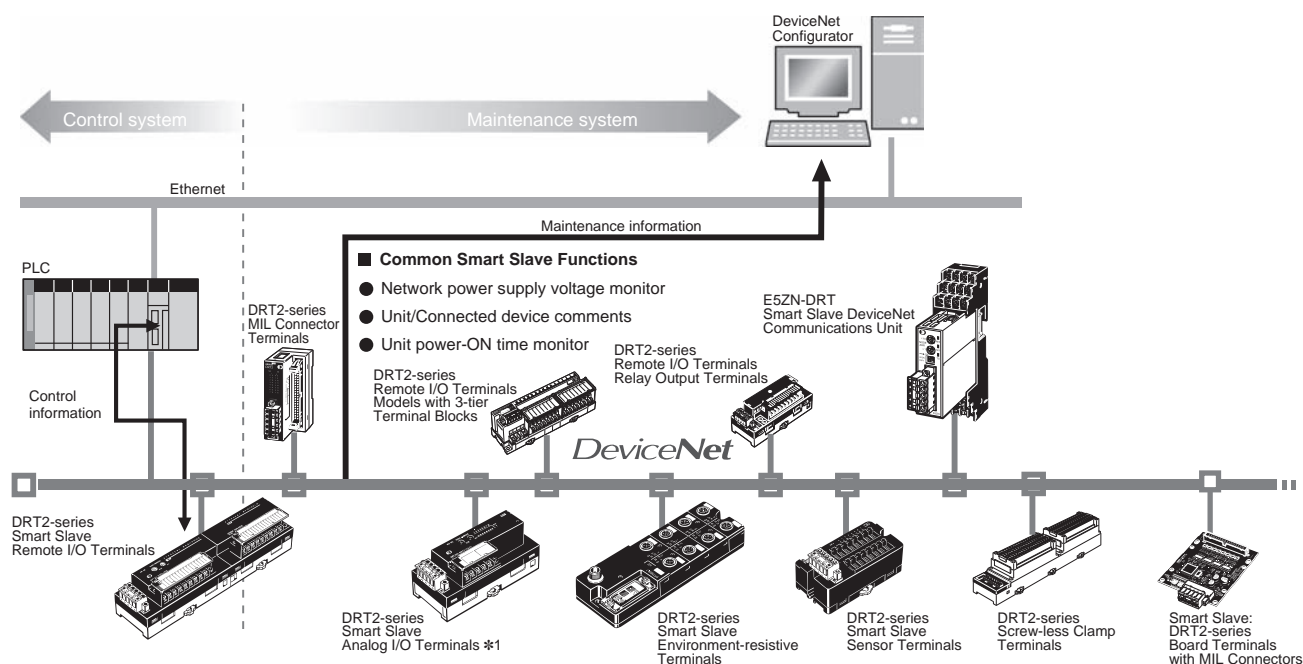 DeviceNet
Configurator
Control system
Maintenance system
Ethernet
Maintenance information
PLC
■ Common Smart Slave Functions
● Network power supply voltage monitor
● Unit/Connected device comments
● Unit power-ON time monitor
DRT2-series
MIL Connector
Terminals
E5ZN-DRT
Smart Slave DeviceNet
Communications Unit
DRT2-series
Remote I/O Terminals
Relay Output Terminals
DRT2-series
Remote I/O Terminals
Models with 3-tier
Terminal Blocks
Control
information
DeviceNet
DRT2-series
Smart Slave
Remote I/O Terminals
DRT2-series
Smart Slave
Analog I/O Terminals ✻1
DRT2-series
Smart Slave
Environment-resistive
Terminals
DRT2-series
Smart Slave
Sensor Terminals
DRT2-series
Screw-less Clamp
Terminals
Smart Slave:
DRT2-series
Board Terminals
with MIL Connectors